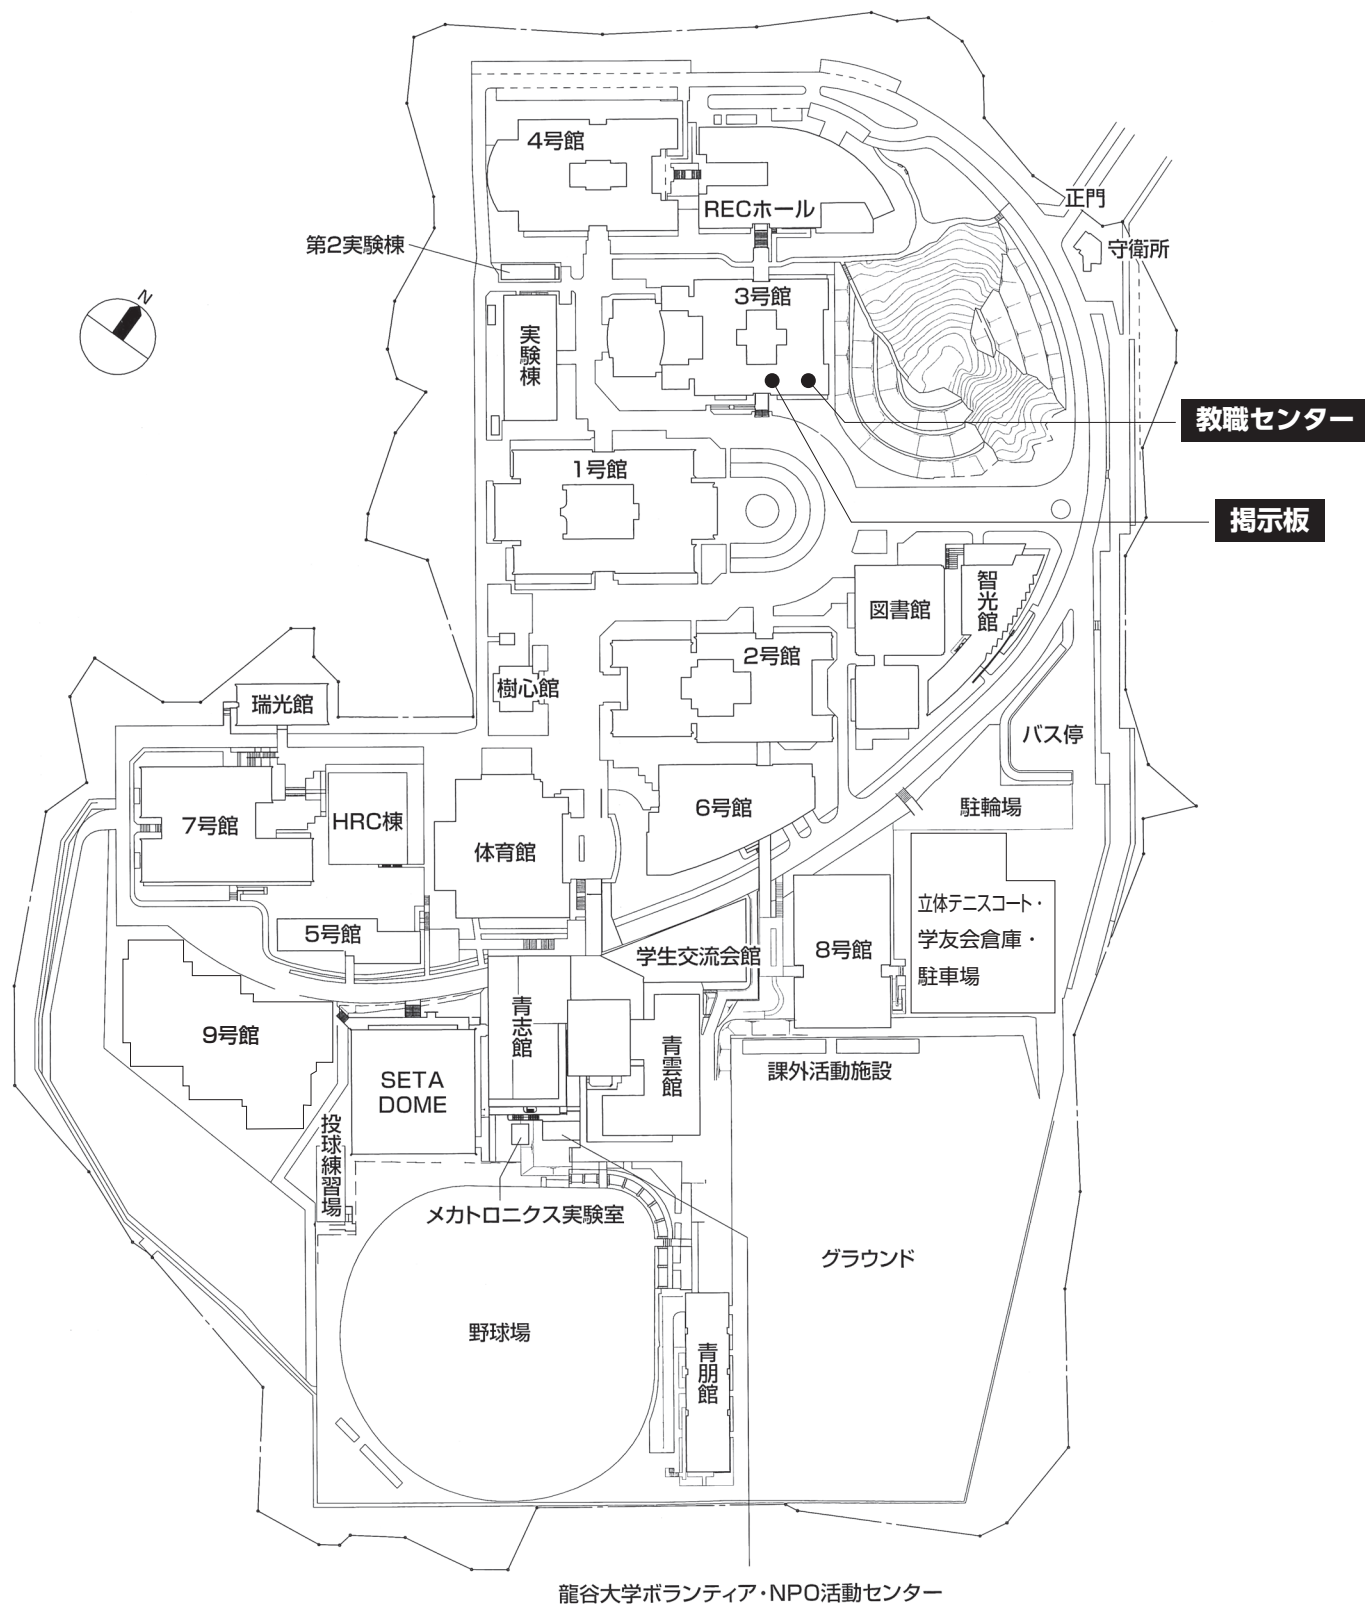 4号館
正門
RECホール
第2実験棟
守衛所
N
3号館
実験棟
教職センター
1号館
掲示板
智光館
図書館
2号館
樹心館
瑞光館
バス停
6号館
駐輪場
7号館
HRC棟
体育館
立体テニスコート・
学友会倉庫・
駐車場
5号館
学生交流会館
8号館
青志館
9号館
青雲館
課外活動施設
SETA
DOME
投球練習場
メカトロニクス実験室
グラウンド
野球場
青朋館
龍谷大学ボランティア・NPO活動センター